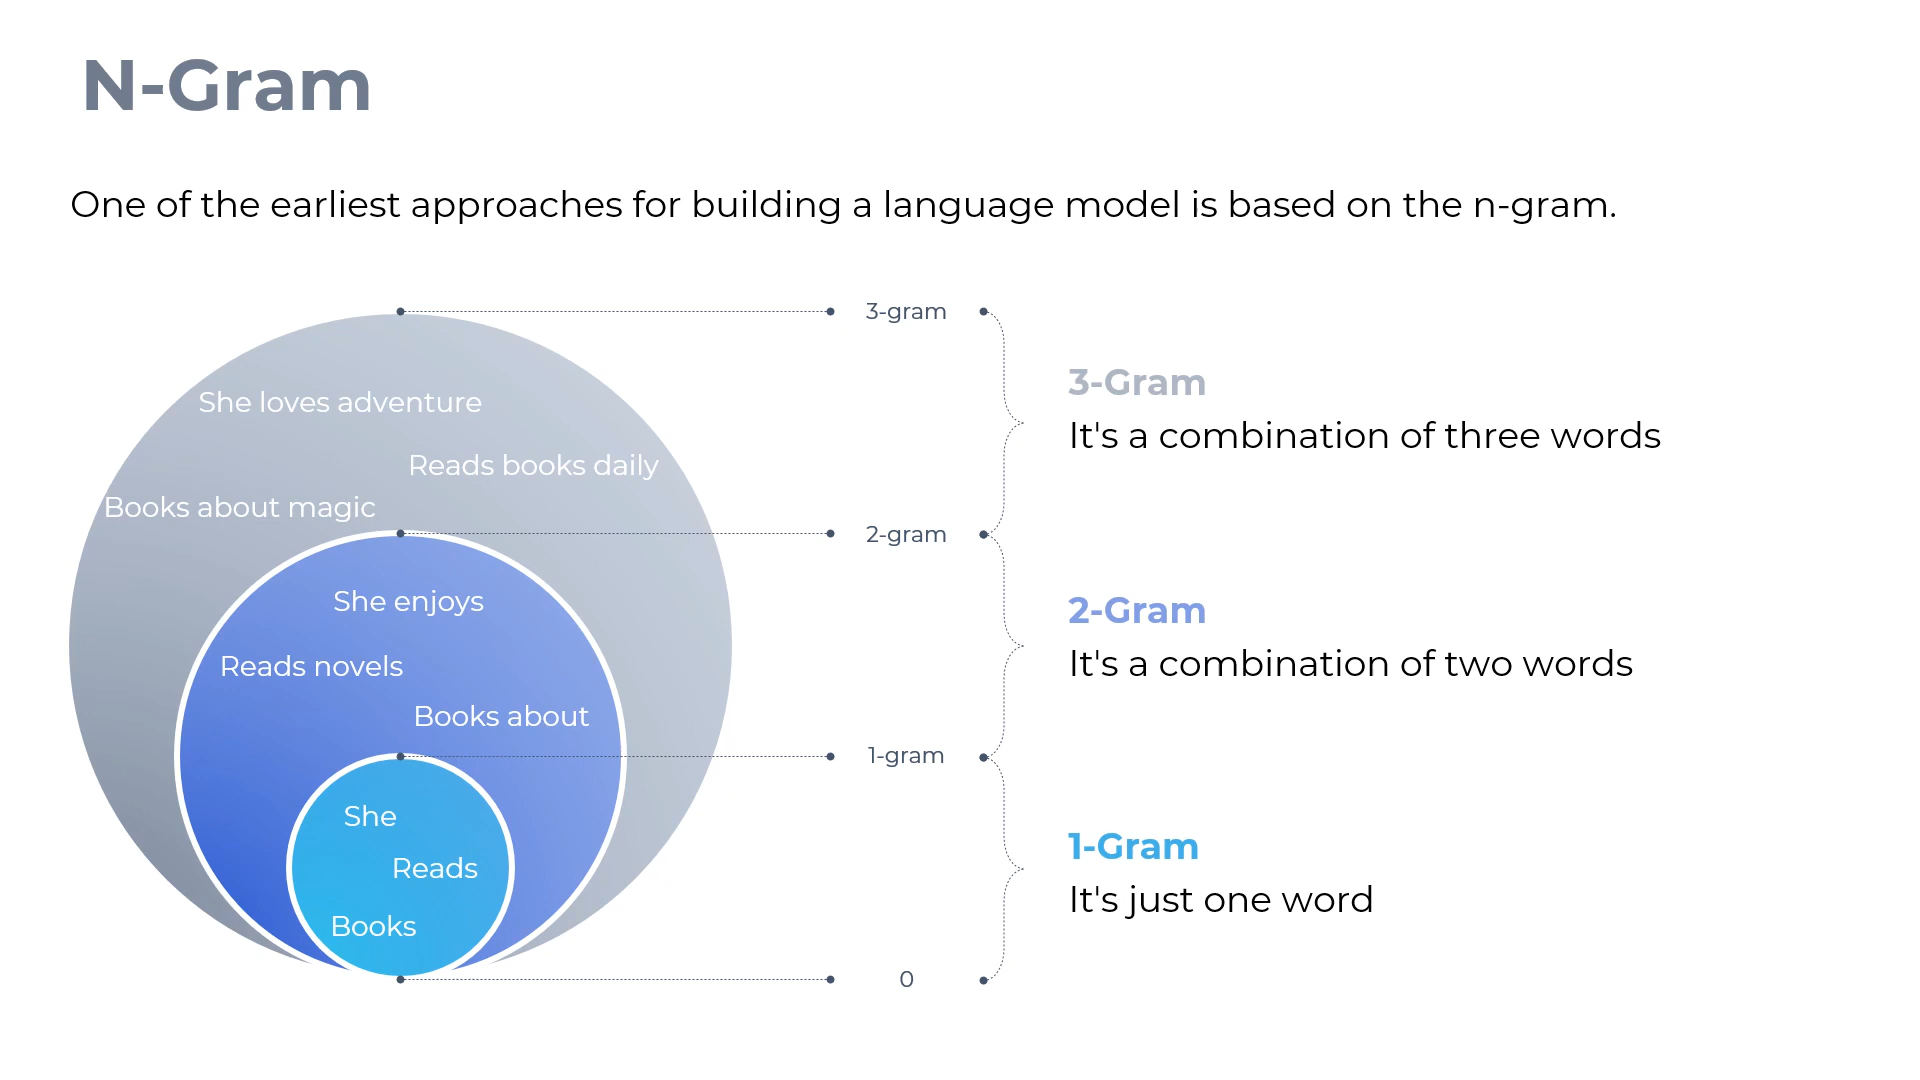 N-Gram
One of the earliest approaches for building a language model is based on the n-gram.
3-gram
She loves adventure
Reads books daily
Books about magic
3-Gram
It's a combination of three words
2-gram
She enjoys
Reads novels
Books about
2-Gram
It's a combination of two words
1-gram
She
Reads
Books
1-Gram
It's just one word
0